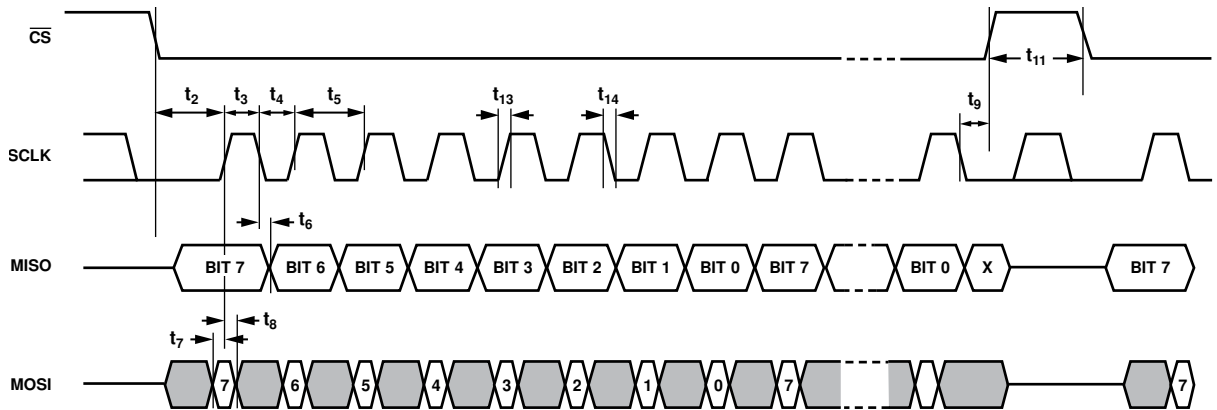 CS
t11
t2 t3 t4 t5 t13 t14 t9
SCLK
t6
MISO BIT 7 BIT 6 BIT 5 BIT 4 BIT 3 BIT 2 BIT 1 BIT 0 BIT 7 BIT 0 X BIT 7
t7 t8
MOSI 7 6 5 4 3 2 1 0 7 7